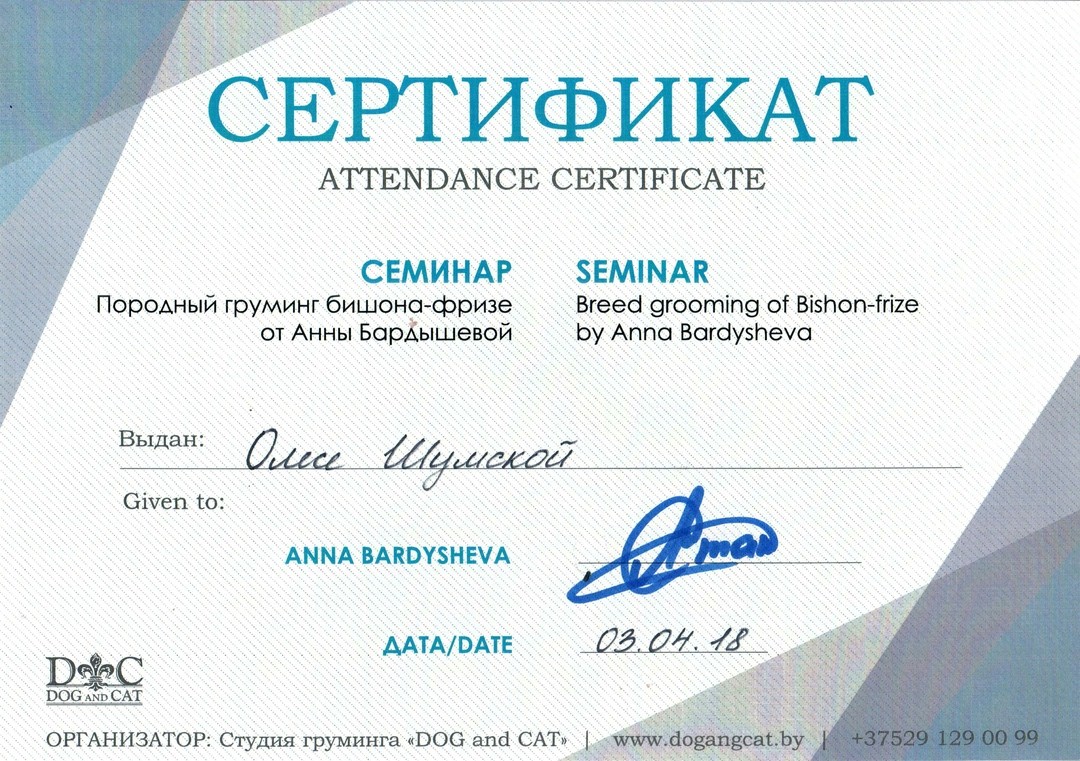 СЕРТИФИКАТ
ATTENDANCE CERTIFICATE
СЕМИНАР
Породный груминг бишона-фризе
от Анны Бардышевой
SEMINAR
Breed grooming of Bishon-frize
by Anna Bardysheva
Выдан: Олесе Шумской
Given to:
ANNA BARDYSHEVA
ДАТА/DATE 03.04.18
D C
DOG AND CAT
ОРГАНИЗАТОР: Студия груминга «DOG and CAT» | www.dogangcat.by | +37529 129 00 99